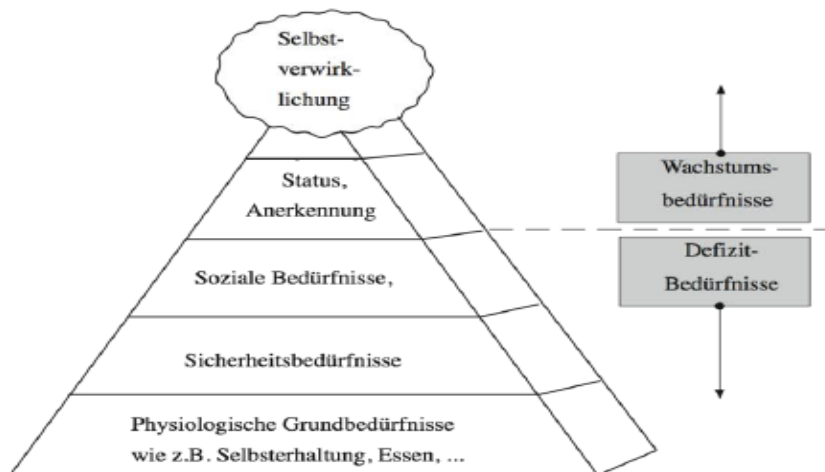 Selbst-
verwirk-
lichung
Status,
Anerkennung
Soziale Bedürfnisse,
Sicherheitsbedürfnisse
Physiologische Grundbedürfnisse
wie z.B. Selbsterhaltung, Essen, ...
Wachstums-
bedürfnisse
Defizit-
Bedürfnisse